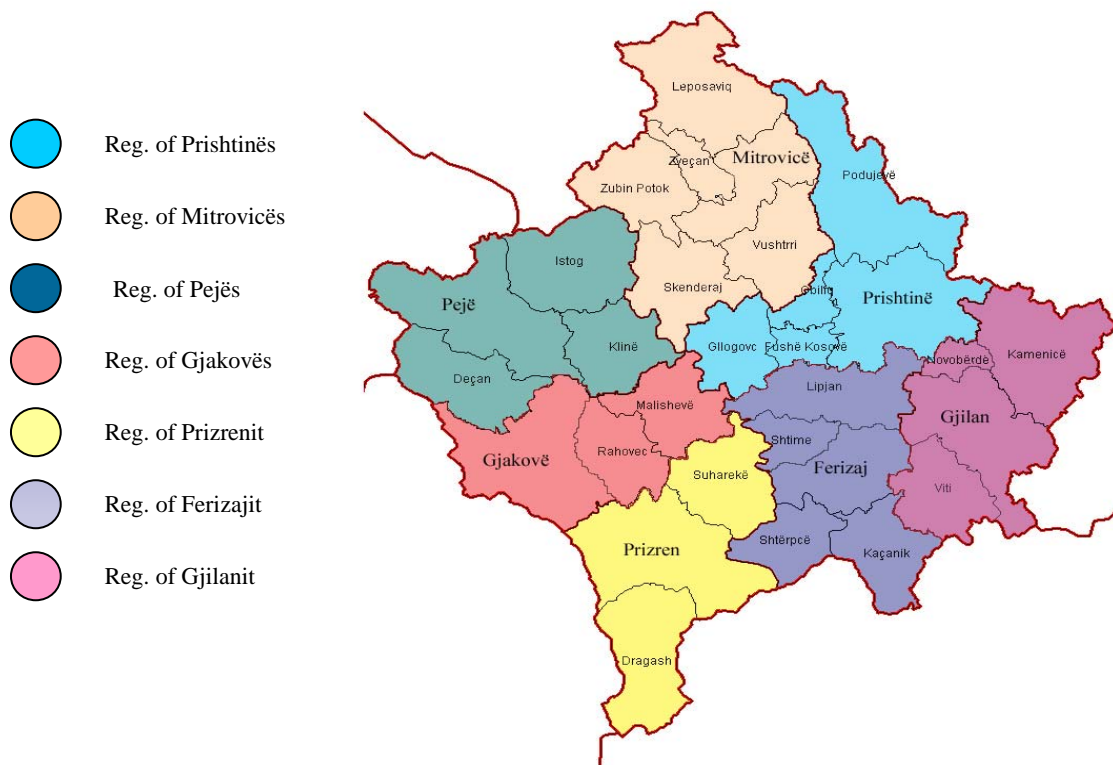 Reg. of Prishtinës
Reg. of Mitrovicës
Reg. of Pejës
Reg. of Gjakovës
Reg. of Prizrenit
Reg. of Ferizajit
Reg. of Gjilanit
Leposaviq
Zveçan
Mitrovicë
Podujevë
Zubin Potok
Vushtrri
Istog
Skenderaj
Obiliq
Prishtinë
Pejë
Klinë
Gllogovc
Fushë Kosovë
Novobërdë
Kamenicë
Deçan
Lipjan
Malishevë
Gjilan
Shtime
Gjakovë
Rahovec
Suharekë
Ferizaj
Viti
Prizren
Shtërpcë
Kaçanik
Dragash